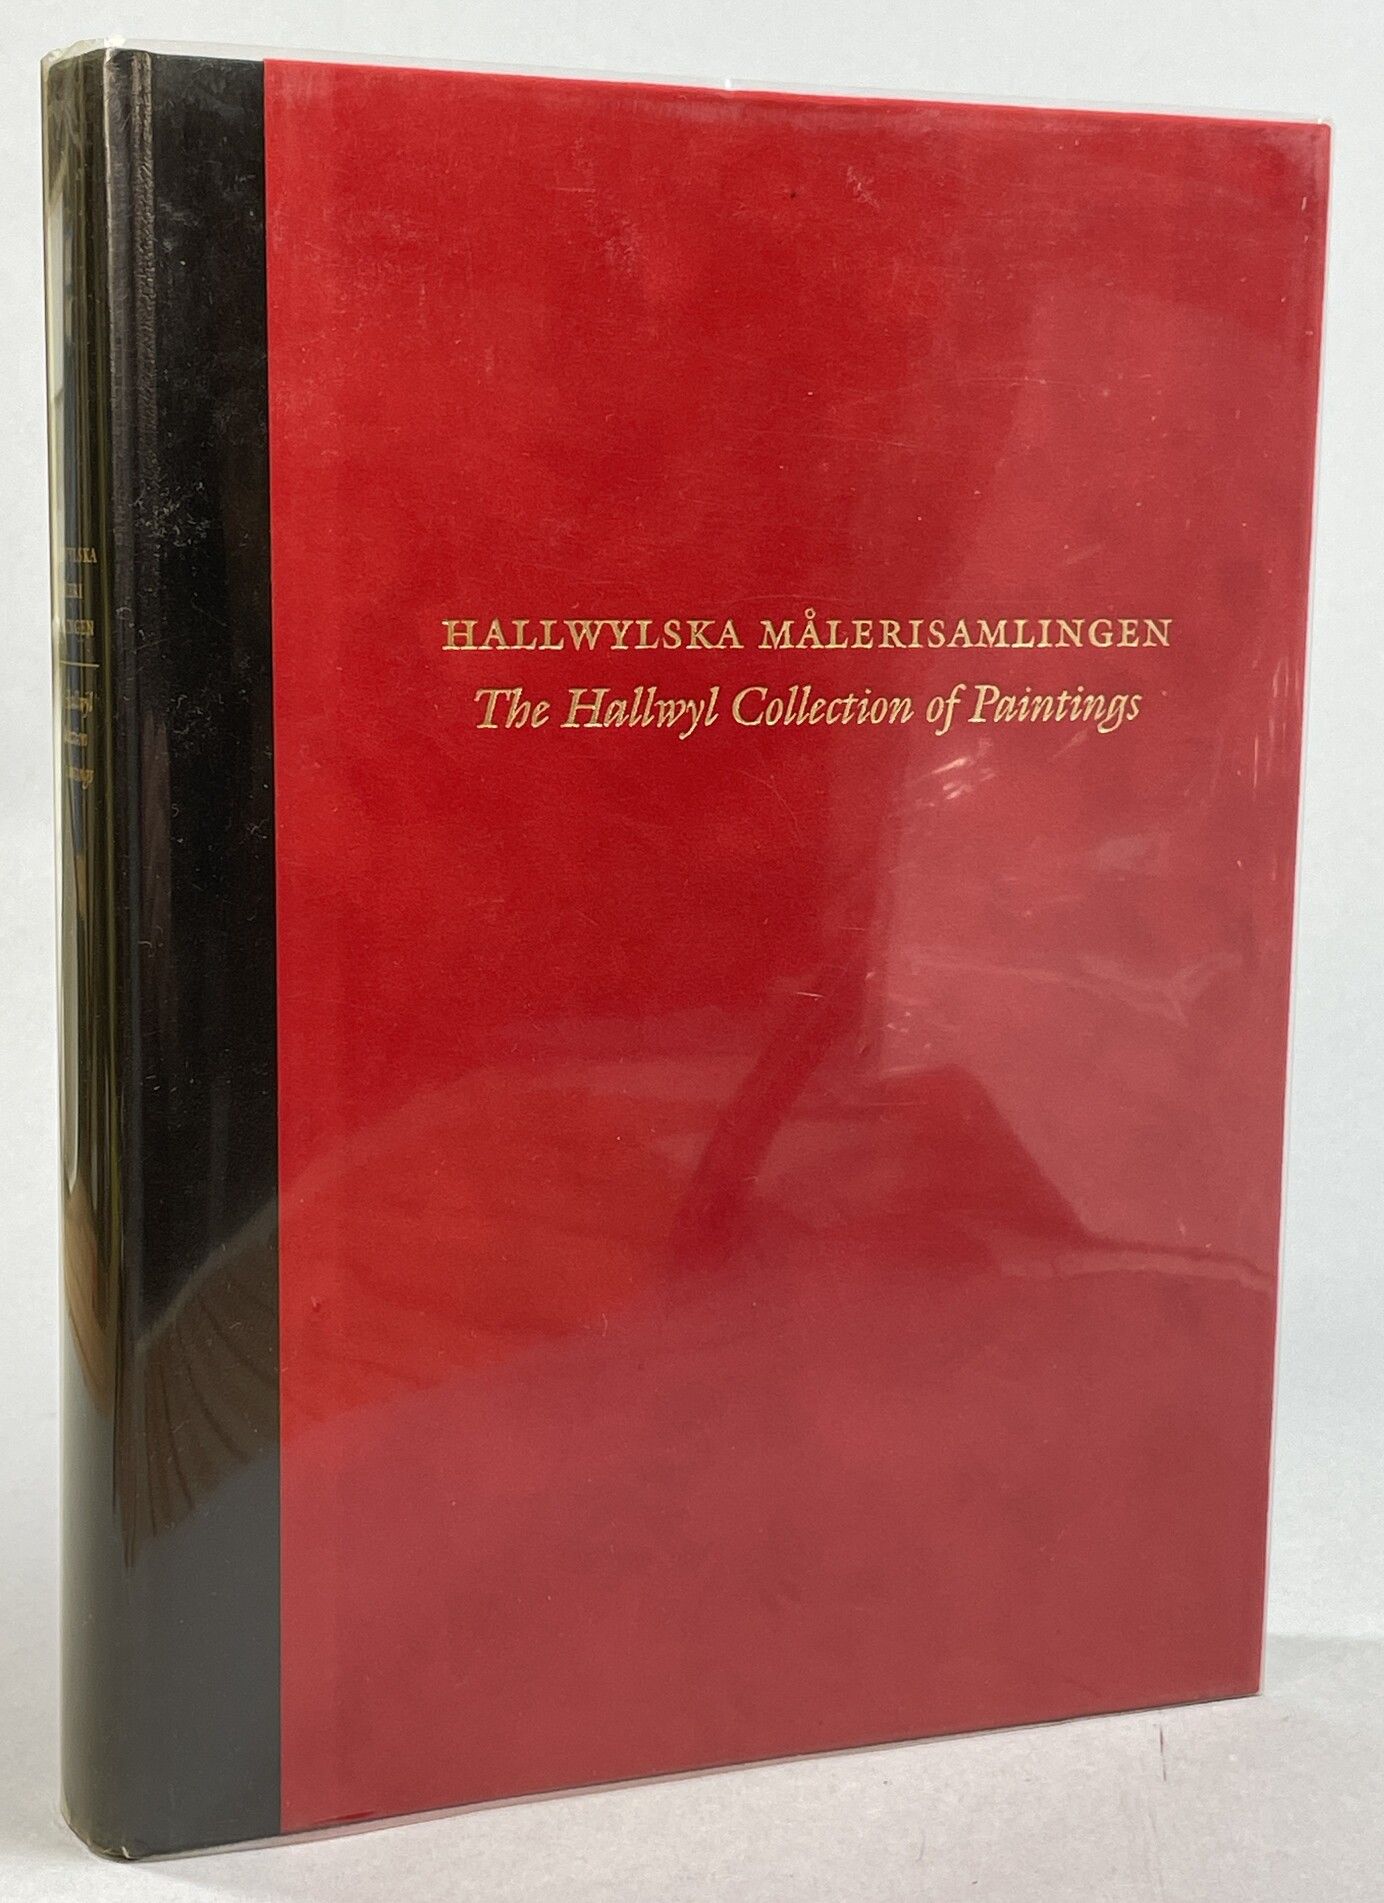 HALLWYLSKA MÅLERISAMLINGEN
The Hallwyl Collection of Paintings